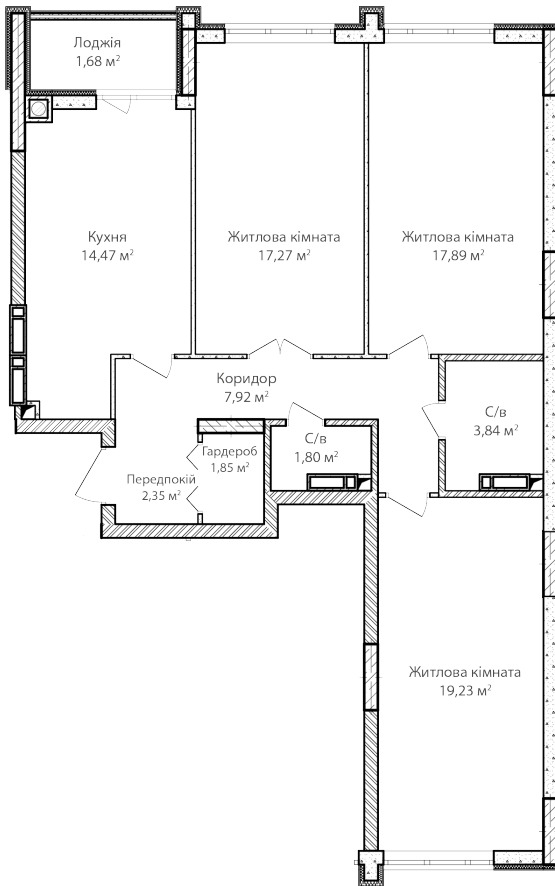 Лоджія
1,68 м²
Кухня
14,47 м²
Житлова кімната
17,27 м²
Житлова кімната
17,89 м²
Коридор
7,92 м²
С/в
3,84 м²
С/в
1,80 м²
Гардероб
1,85 м²
Передпокій
2,35 м²
Житлова кімната
19,23 м²